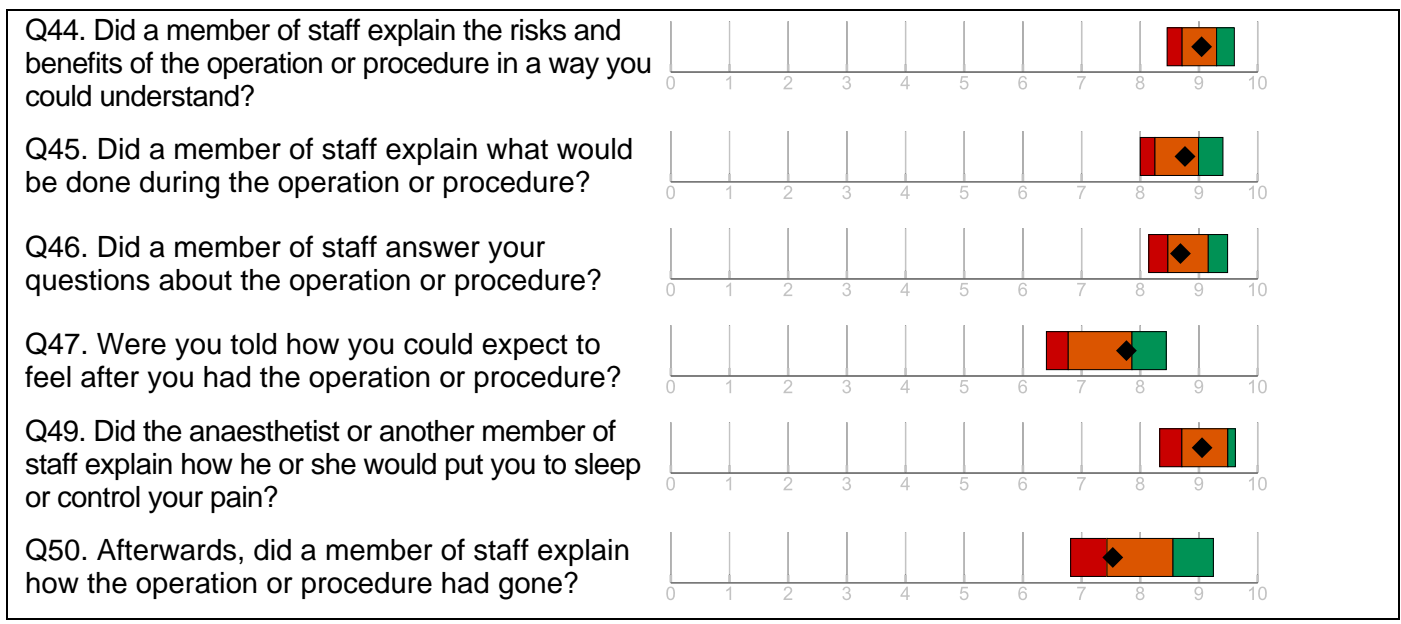 Q44. Did a member of staff explain the risks and
benefits of the operation or procedure in a way you
could understand?
0 1 2 3 4 5 6 7 8 9 10
Q45. Did a member of staff explain what would
be done during the operation or procedure?
0 1 2 3 4 5 6 7 8 9 10
Q46. Did a member of staff answer your
questions about the operation or procedure?
0 1 2 3 4 5 6 7 8 9 10
Q47. Were you told how you could expect to
feel after you had the operation or procedure?
0 1 2 3 4 5 6 7 8 9 10
Q49. Did the anaesthetist or another member of
staff explain how he or she would put you to sleep
or control your pain?
0 1 2 3 4 5 6 7 8 9 10
Q50. Afterwards, did a member of staff explain
how the operation or procedure had gone?
0 1 2 3 4 5 6 7 8 9 10